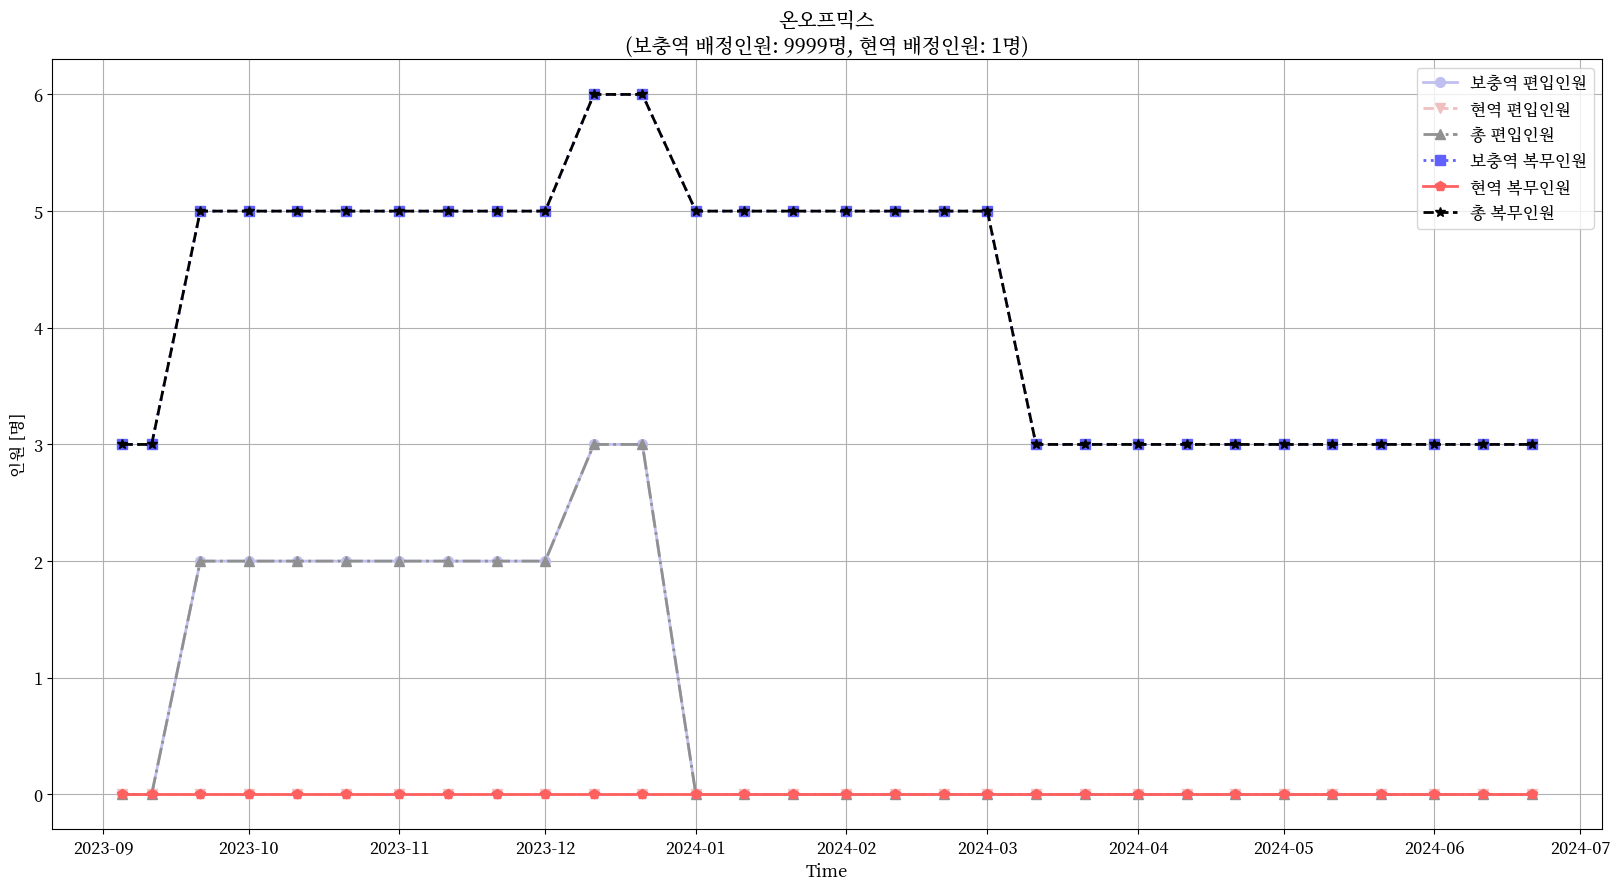 온오프믹스
(보충역 배정인원: 9999명, 현역 배정인원: 1명)
보충역 편입인원
현역 편입인원
총 편입인원
보충역 복무인원
현역 복무인원
총 복무인원
인원 [명]
6
5
4
3
2
1
0
2023-09 2023-10 2023-11 2023-12 2024-01 2024-02 2024-03 2024-04 2024-05 2024-06 2024-07
Time